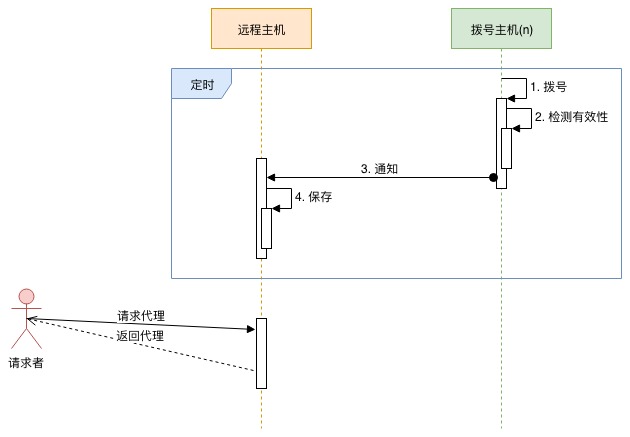 远程主机
拨号主机(n)
定时
1. 拨号
2. 检测有效性
3. 通知
4. 保存
请求代理
返回代理
请求者